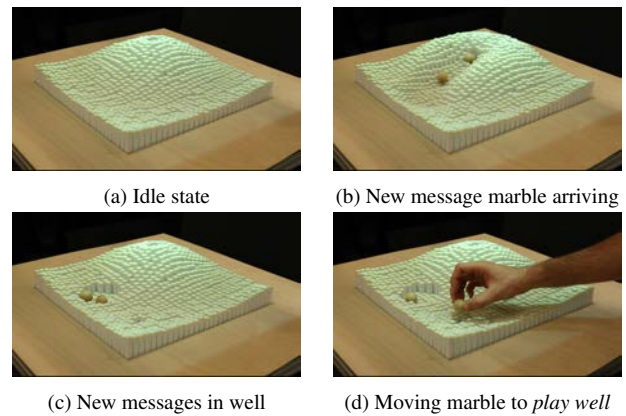 (a) Idle state
(b) New message marble arriving
(c) New messages in well
(d) Moving marble to play well